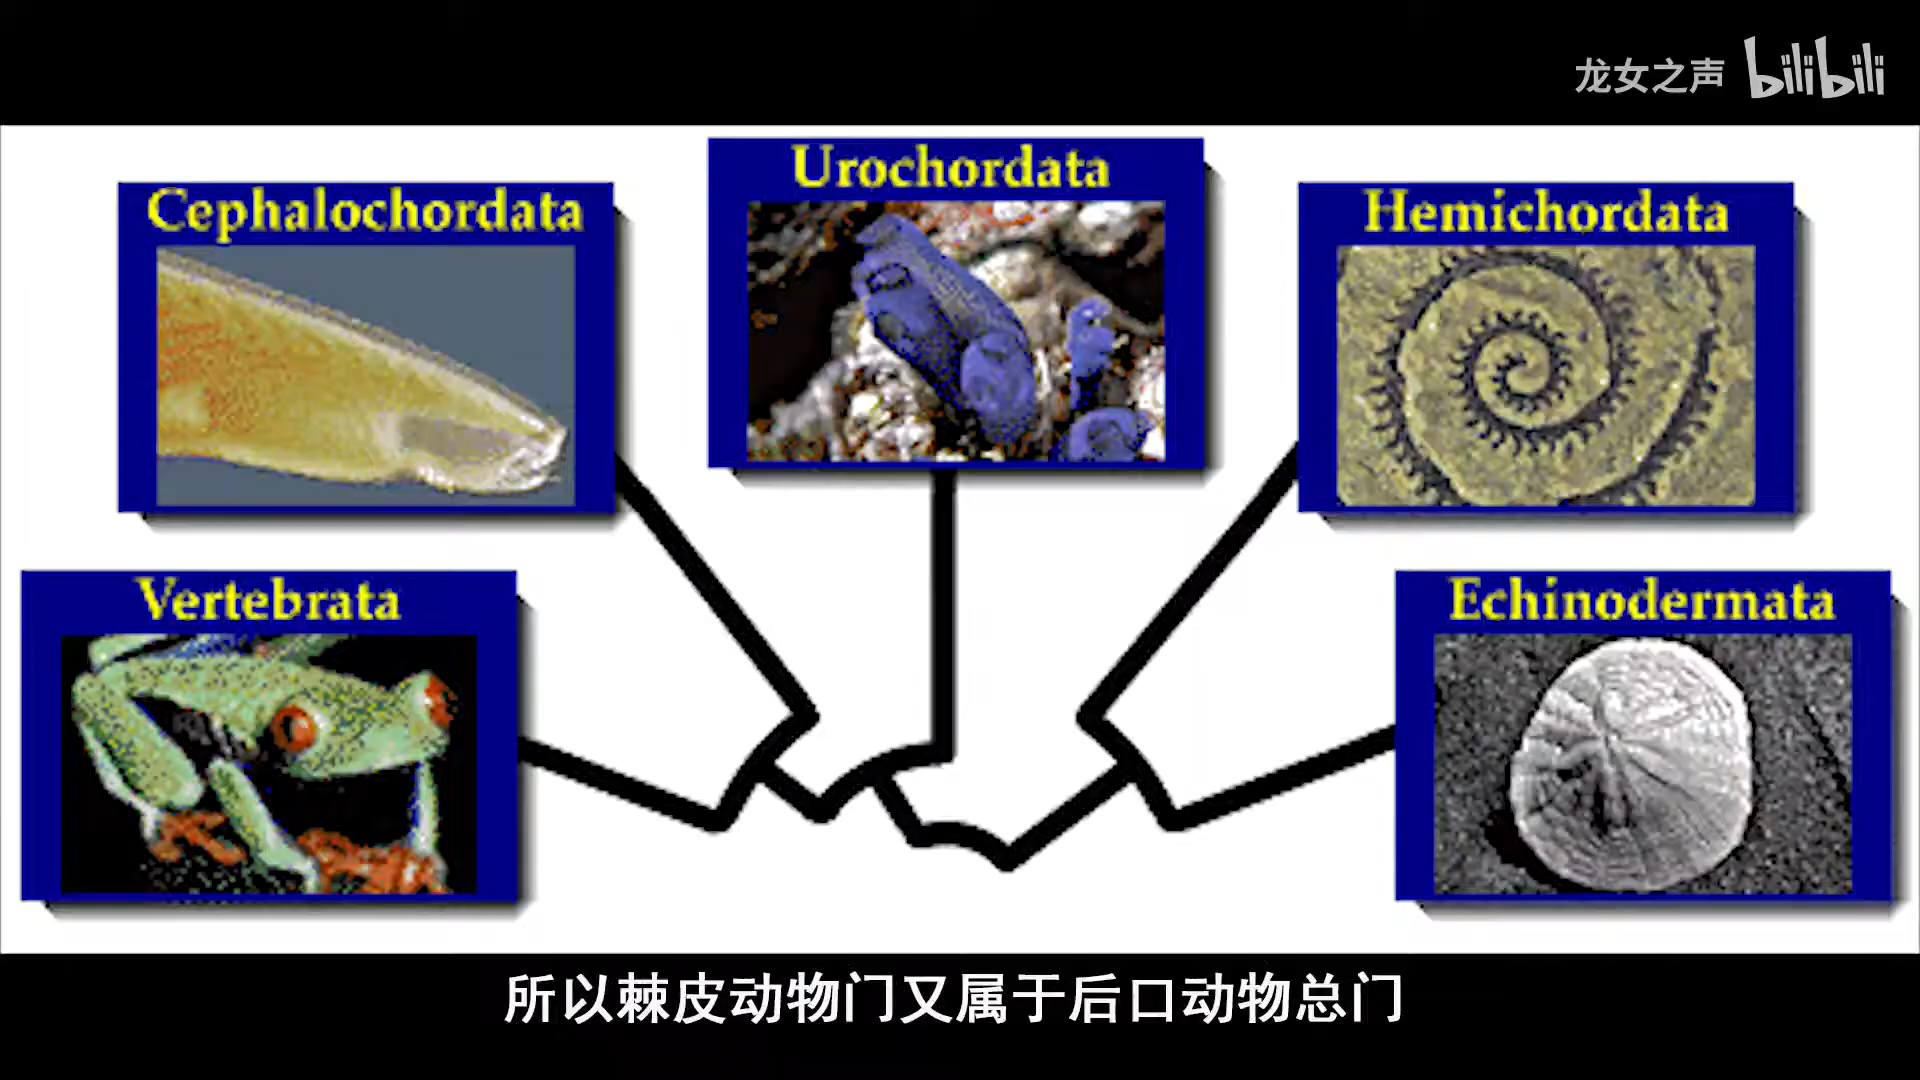 龙女之声 bilibili
Urochordata
Cephalochordata
Hemichordata
Vertebrata
Echinodermata
所以棘皮动物门又属于后口动物总门